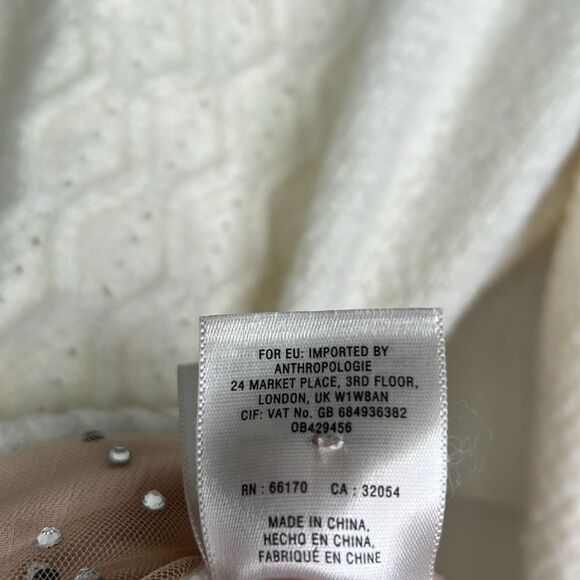 FOR EU: IMPORTED BY
ANTHROPOLOGIE
24 MARKET PLACE, 3RD FLOOR,
LONDON, UK W1W8AN
CIF: VAT No. GB 684936382
OB429456
RN : 66170 CA : 32054
MADE IN CHINA,
HECHO EN CHINA,
FABRIQUÉ EN CHINE